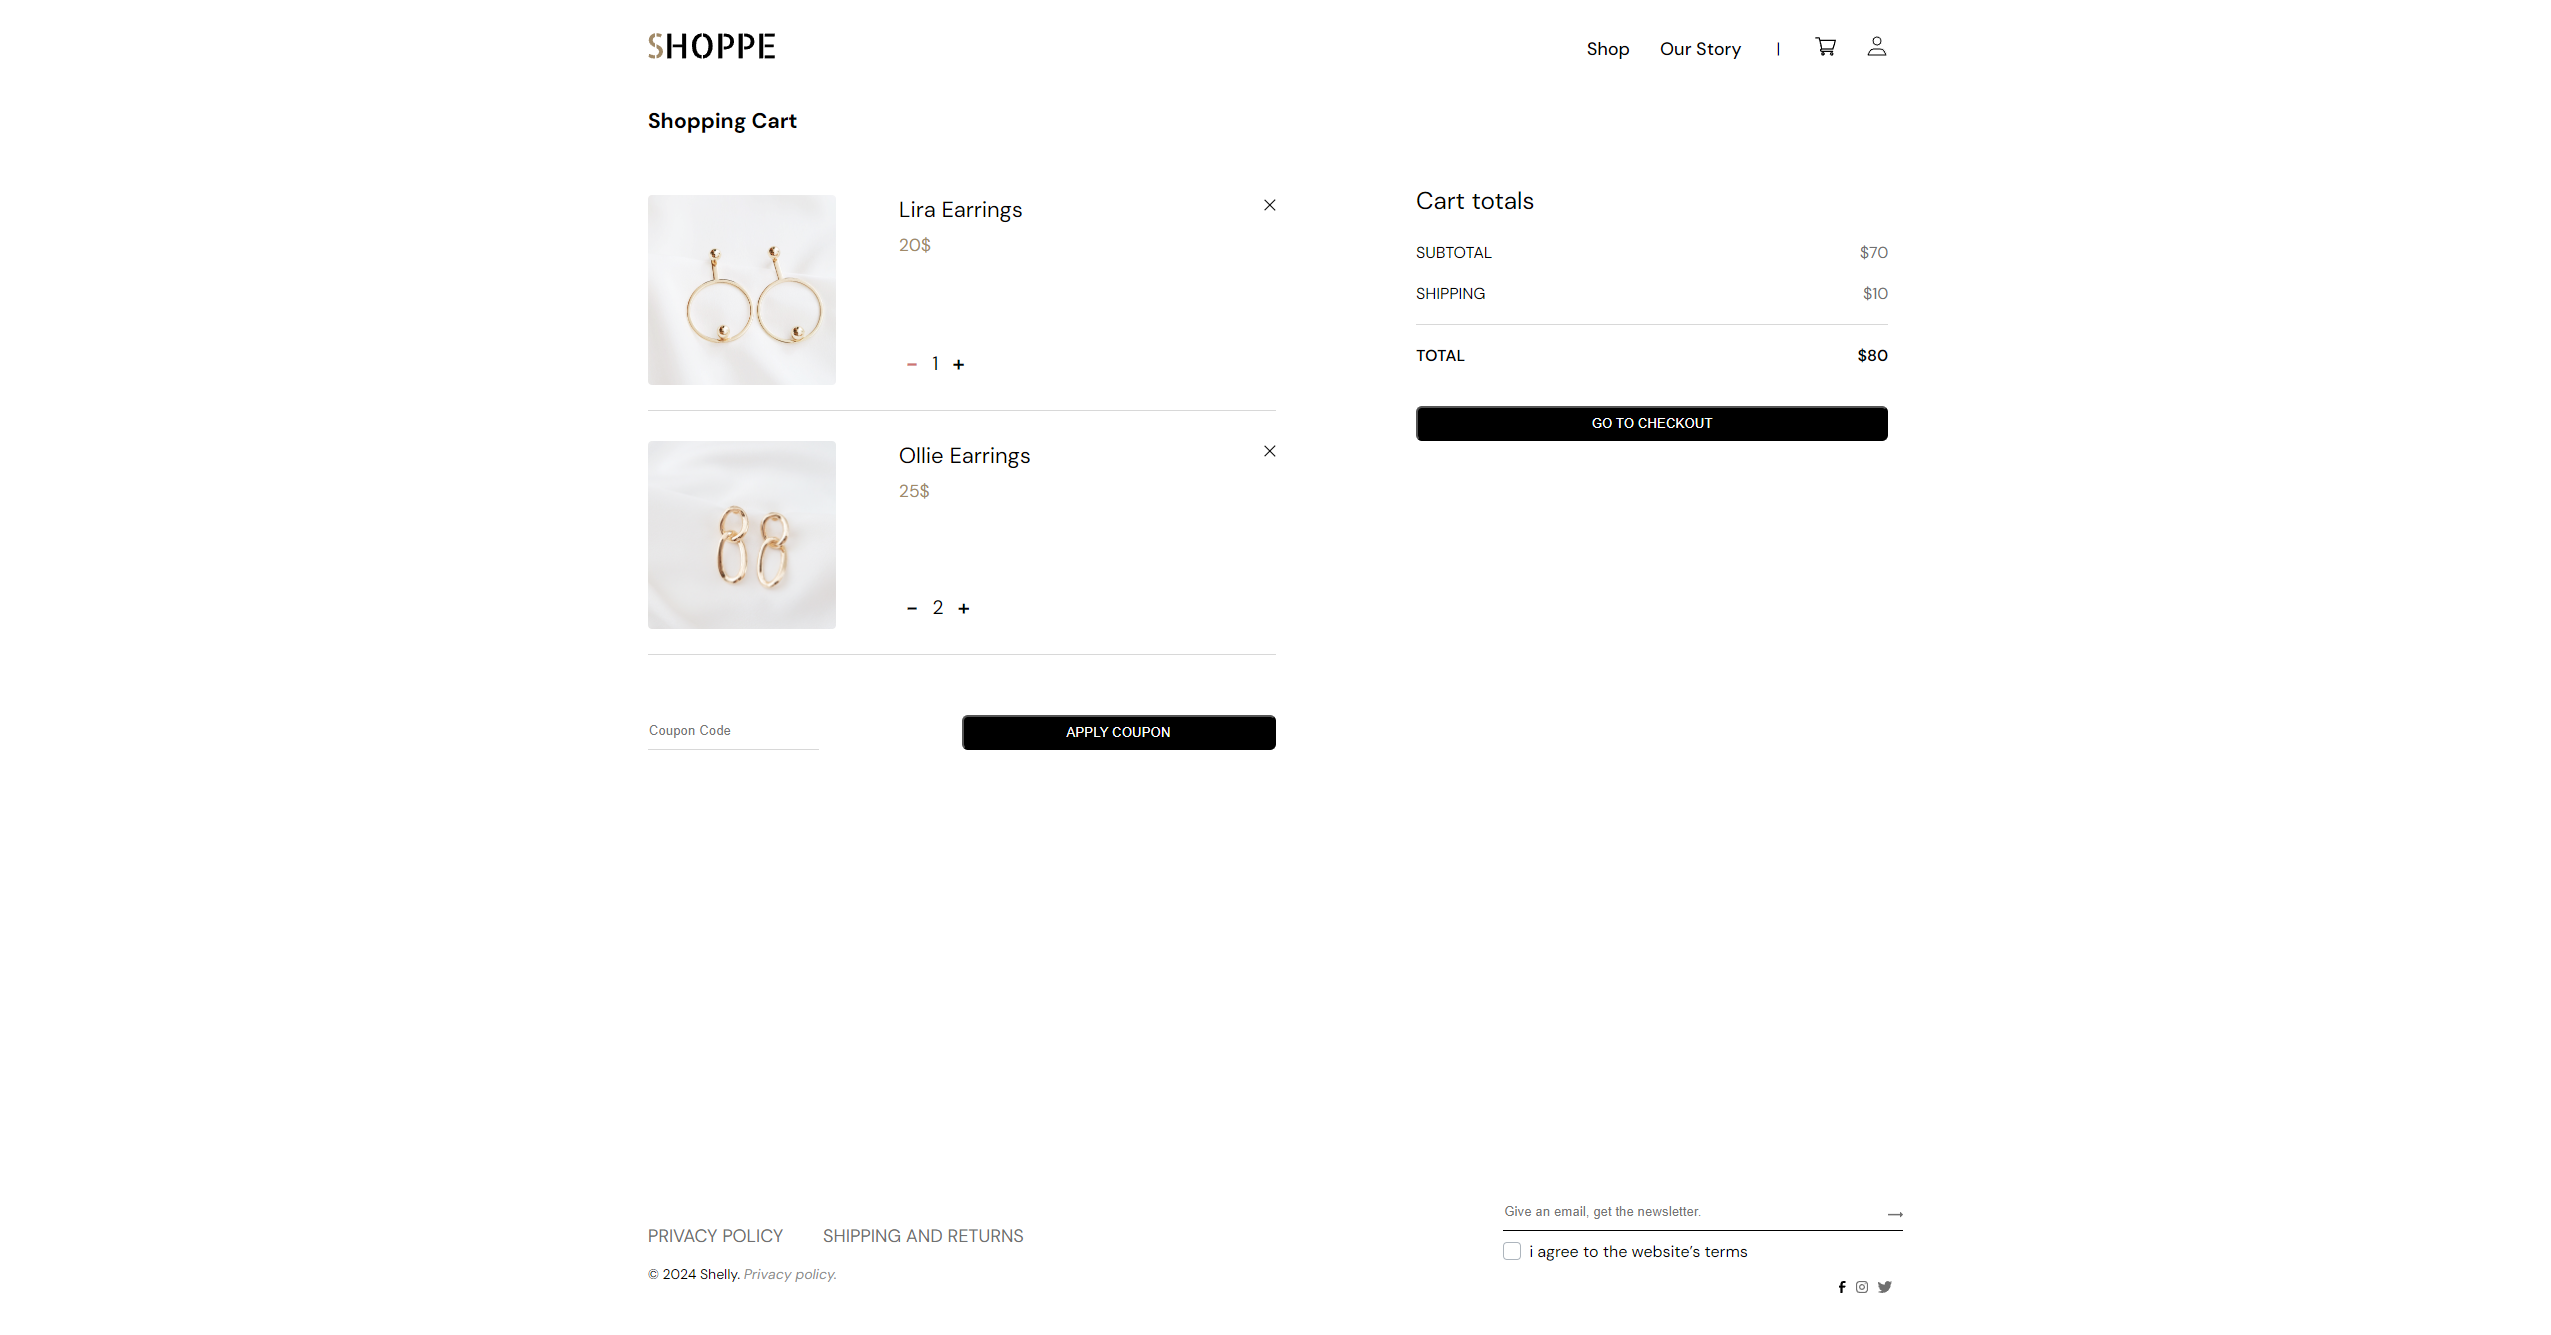 SHOPPE
Shop Our Story |
Shopping Cart
Lira Earrings
20$
- 1 +
Ollie Earrings
25$
- 2 +
Coupon Code
APPLY COUPON
Cart totals
SUBTOTAL $70
SHIPPING $10
TOTAL $80
GO TO CHECKOUT
PRIVACY POLICY SHIPPING AND RETURNS
© 2024 Shelly. Privacy policy.
Give an email, get the newsletter.
i agree to the website’s terms